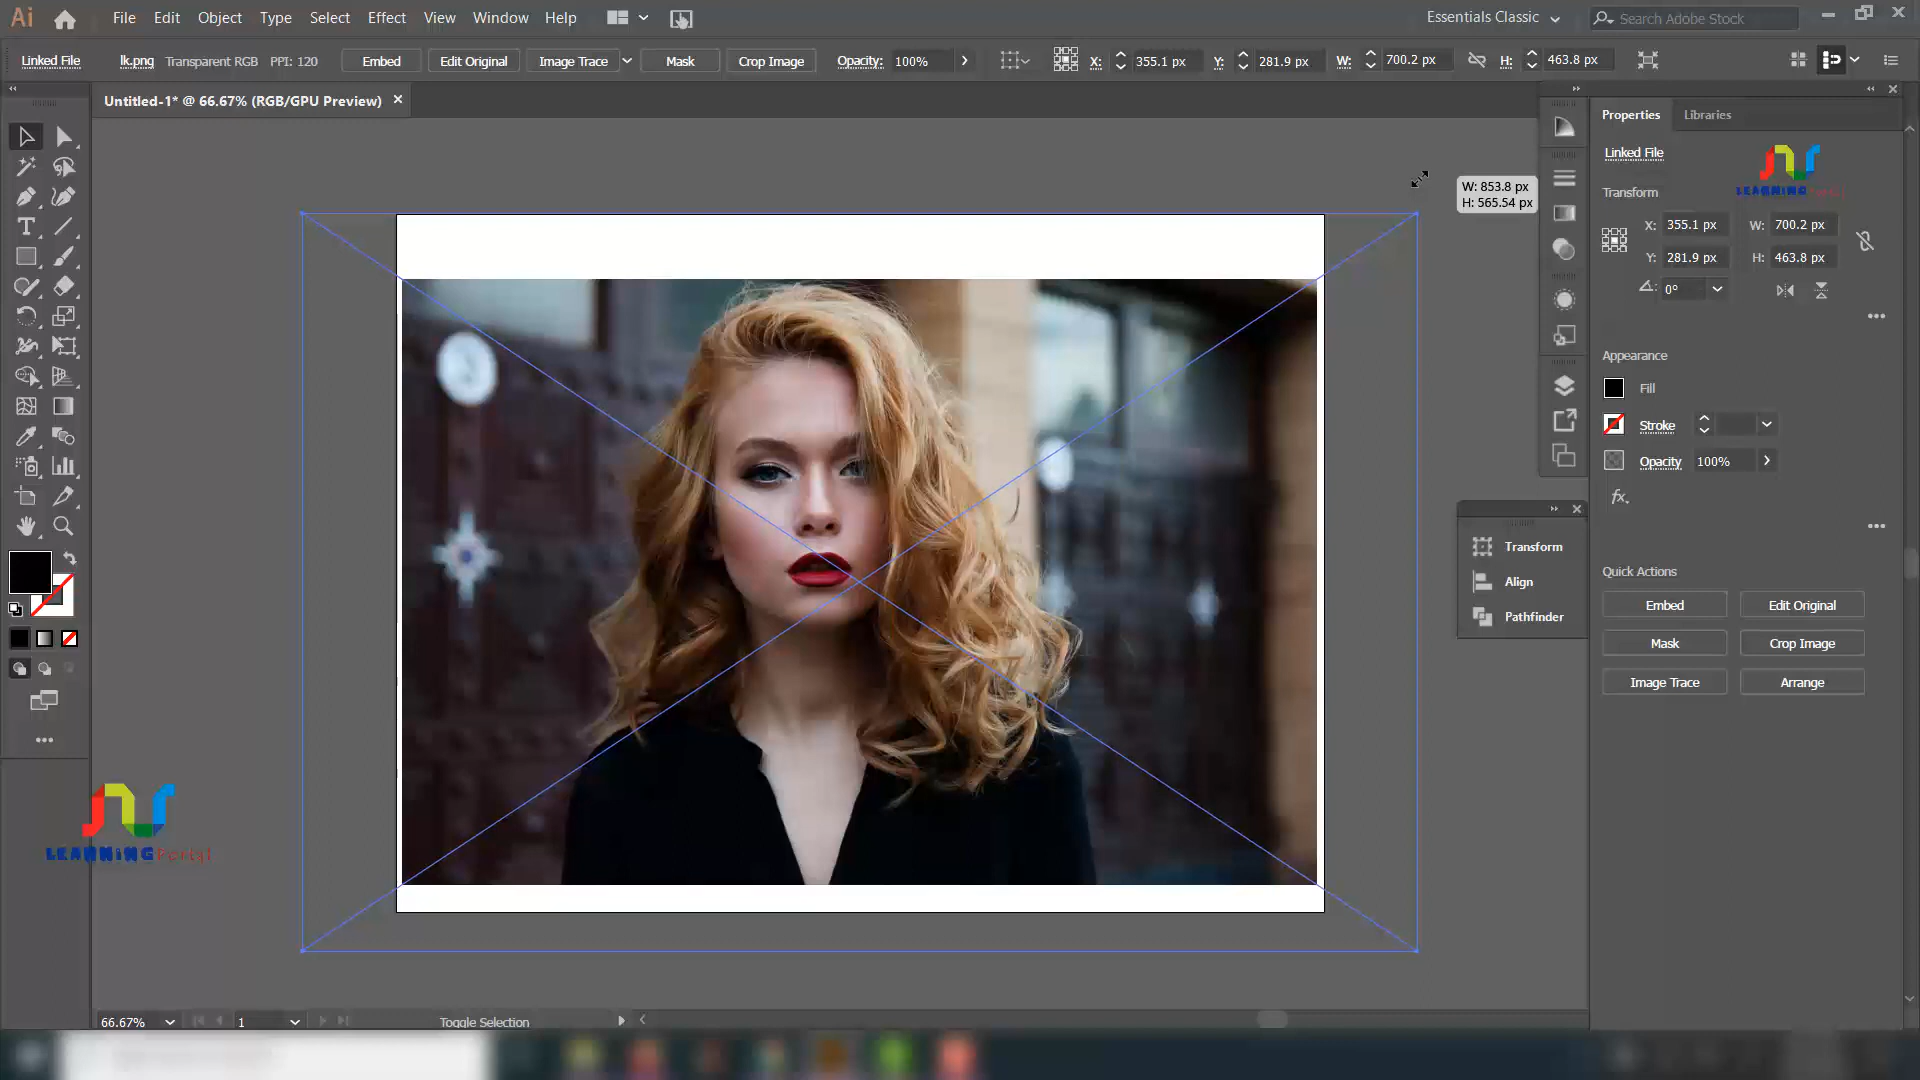 Ai File Edit Object Type Select Effect View Window Help Essentials Classic Search Adobe Stock
Linked File lk.png Transparent RGB PPI: 120 Embed Edit Original Image Trace Mask Crop Image Opacity: 100% X: 355.1 px Y: 281.9 px W: 700.2 px H: 463.8 px
Untitled-1* @ 66.67% (RGB/GPU Preview)
Properties Libraries
Linked File
LEARNING
Transform
X: 355.1 px W: 700.2 px
Y: 281.9 px H: 463.8 px
0°
W: 853.8 px
H: 565.54 px
Appearance
Fill
Stroke
Opacity 100%
fx.
Transform
Align
Pathfinder
Quick Actions
Embed Edit Original
Mask Crop Image
Image Trace Arrange
LEARNING Portal
66.67% 1 Toggle Selection